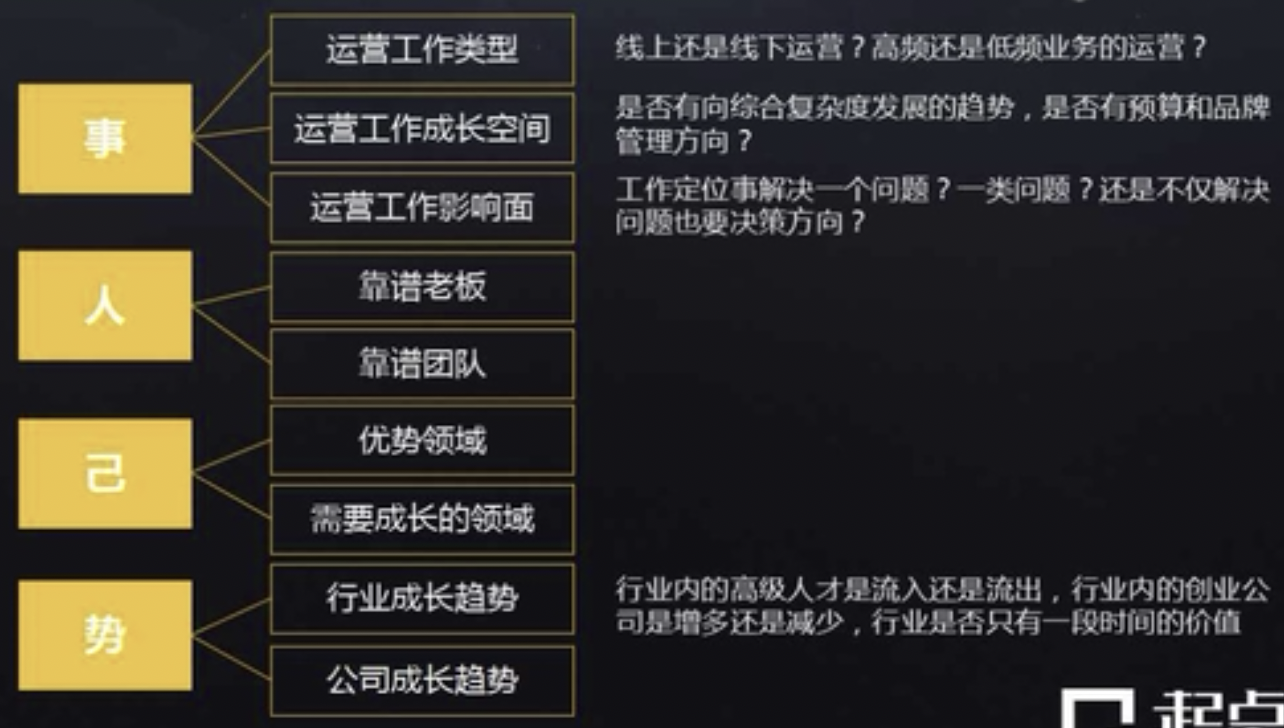 事
运营工作类型
线上还是线下运营？高频还是低频业务的运营？
运营工作成长空间
是否有向综合复杂度发展的趋势，是否有预算和品牌
管理方向？
运营工作影响面
工作定位事解决一个问题？一类问题？还是不仅解决
问题也要决策方向？
人
靠谱老板
靠谱团队
己
优势领域
需要成长的领域
势
行业成长趋势
行业内的高级人才是流入还是流出，行业内的创业公
司是增多还是减少，行业是否只有一段时间的价值
公司成长趋势
起点